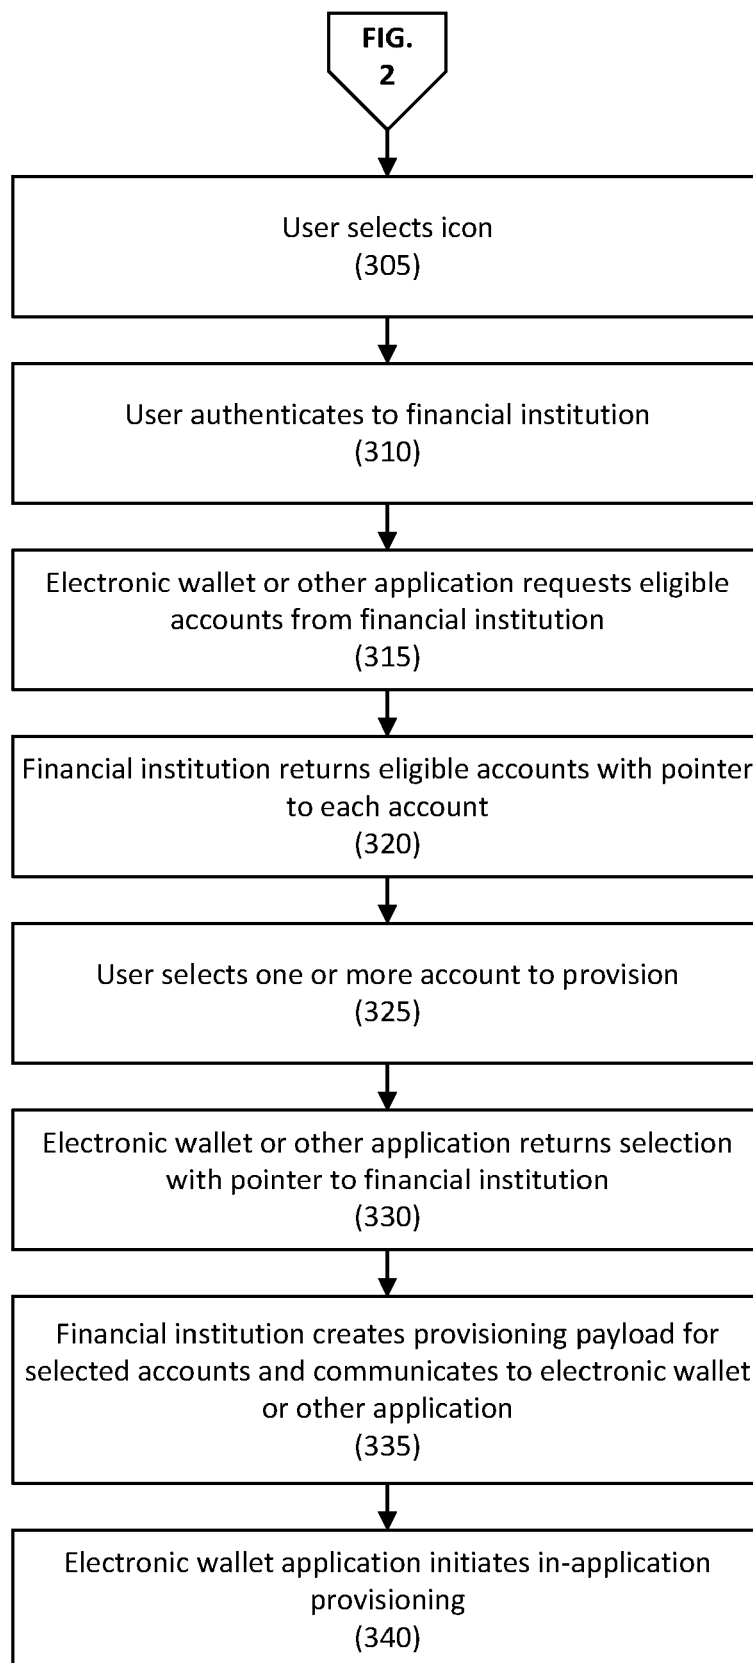 FIG.
2
User selects icon
(305)
User authenticates to financial institution
(310)
Electronic wallet or other application requests eligible
accounts from financial institution
(315)
Financial institution returns eligible accounts with pointer
to each account
(320)
User selects one or more account to provision
(325)
Electronic wallet or other application returns selection
with pointer to financial institution
(330)
Financial institution creates provisioning payload for
selected accounts and communicates to electronic wallet
or other application
(335)
Electronic wallet application initiates in-application
provisioning
(340)